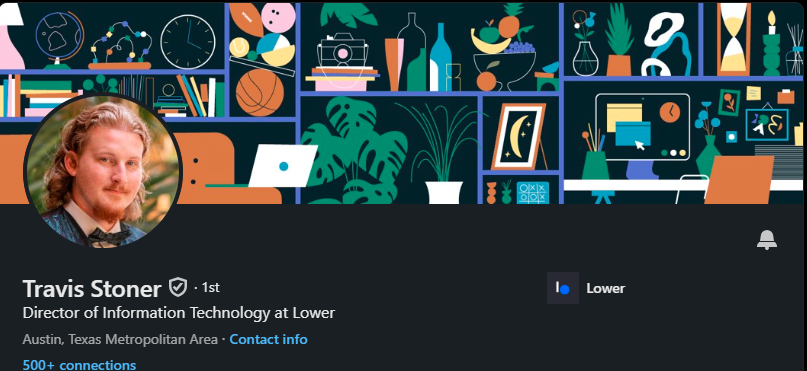 Travis Stoner · 1st
Director of Information Technology at Lower
Austin, Texas Metropolitan Area · Contact info
500+ connections
Lower